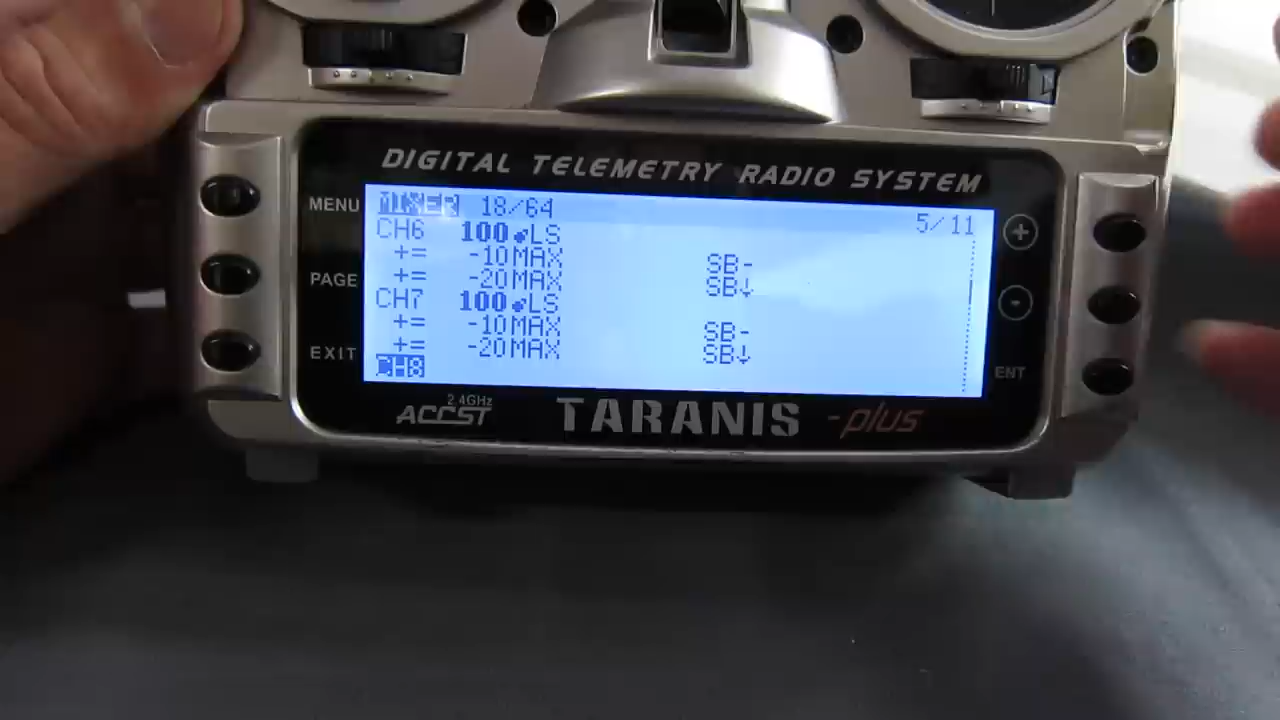 DIGITAL TELEMETRY RADIO SYSTEM
MENU
PAGE
EXIT
MIXER 18/64 5/11
CH6 100 LS
+= -10MAX SB-
+= -20MAX SB↓
CH7 100 LS
+= -10MAX SB-
+= -20MAX SB↓
CH8
+
-
ENT
2.4GHz
ACCST
TARANIS -plus